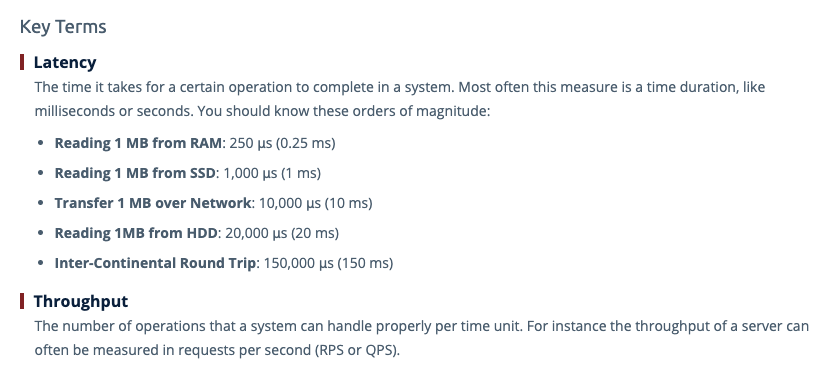 Key Terms
Latency
The time it takes for a certain operation to complete in a system. Most often this measure is a time duration, like
milliseconds or seconds. You should know these orders of magnitude:
• Reading 1 MB from RAM: 250 μs (0.25 ms)
• Reading 1 MB from SSD: 1,000 μs (1 ms)
• Transfer 1 MB over Network: 10,000 μs (10 ms)
• Reading 1MB from HDD: 20,000 μs (20 ms)
• Inter-Continental Round Trip: 150,000 μs (150 ms)
Throughput
The number of operations that a system can handle properly per time unit. For instance the throughput of a server can
often be measured in requests per second (RPS or QPS).